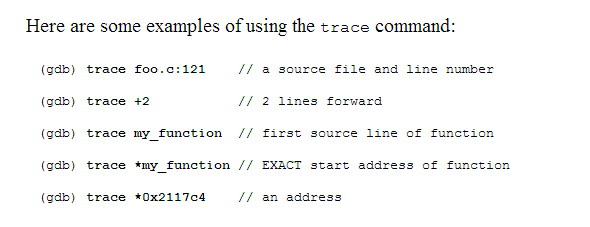 Here are some examples of using the trace command:
(gdb) trace foo.c:121 // a source file and line number
(gdb) trace +2 // 2 lines forward
(gdb) trace my_function // first source line of function
(gdb) trace *my_function // EXACT start address of function
(gdb) trace *0x2117c4 // an address